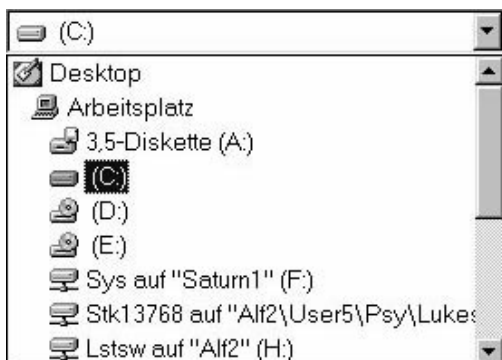 (C:)
Desktop
Arbeitsplatz
3,5-Diskette (A:)
(C:)
(D:)
(E:)
Sys auf "Saturn1" (F:)
Stk13768 auf "Alf2\User5\Psy\Lukes
Lstsw auf "Alf2" (H:)